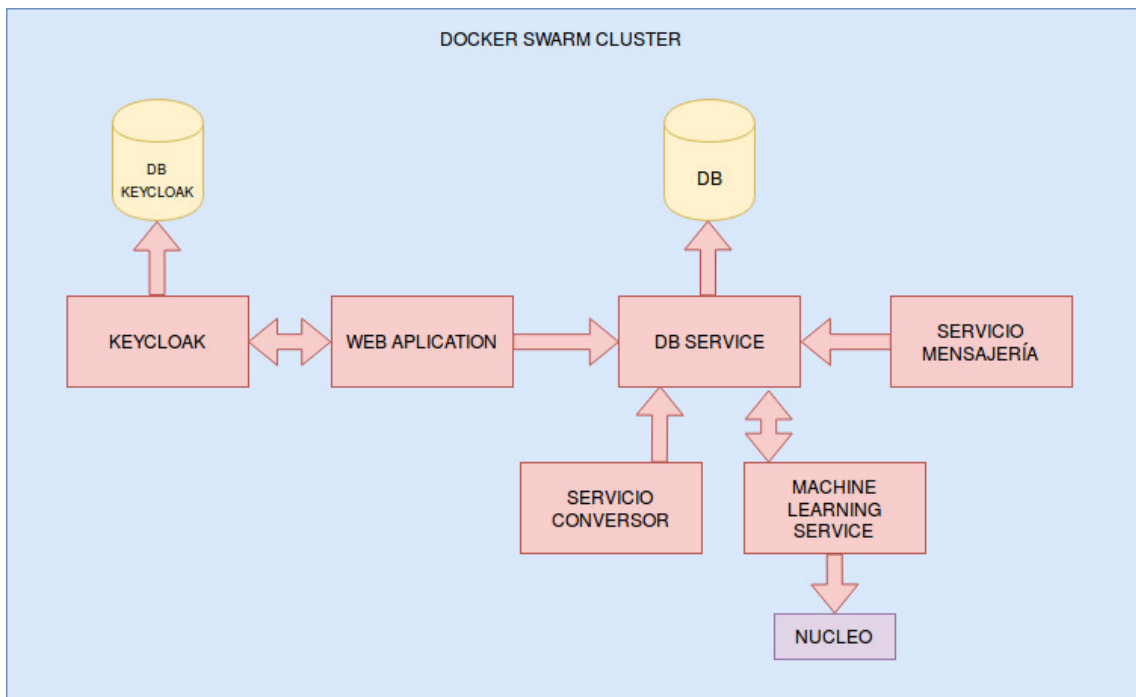 DOCKER SWARM CLUSTER
DB
KEYCLOAK
DB
KEYCLOAK
WEB APLICATION
DB SERVICE
SERVICIO
MENSAJERÍA
SERVICIO
CONVERSOR
MACHINE
LEARNING
SERVICE
NUCLEO